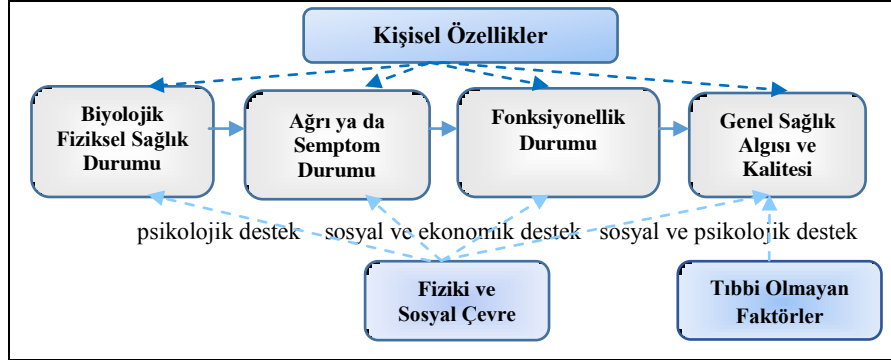 Kişisel Özellikler
Biyolojik
Fiziksel Sağlık
Durumu
Ağrı ya da
Semptom
Durumu
Fonksiyonellik
Durumu
Genel Sağlık
Algısı ve
Kalitesi
psikolojik destek sosyal ve ekonomik destek sosyal ve psikolojik destek
Fiziki ve
Sosyal Çevre
Tıbbi Olmayan
Faktörler